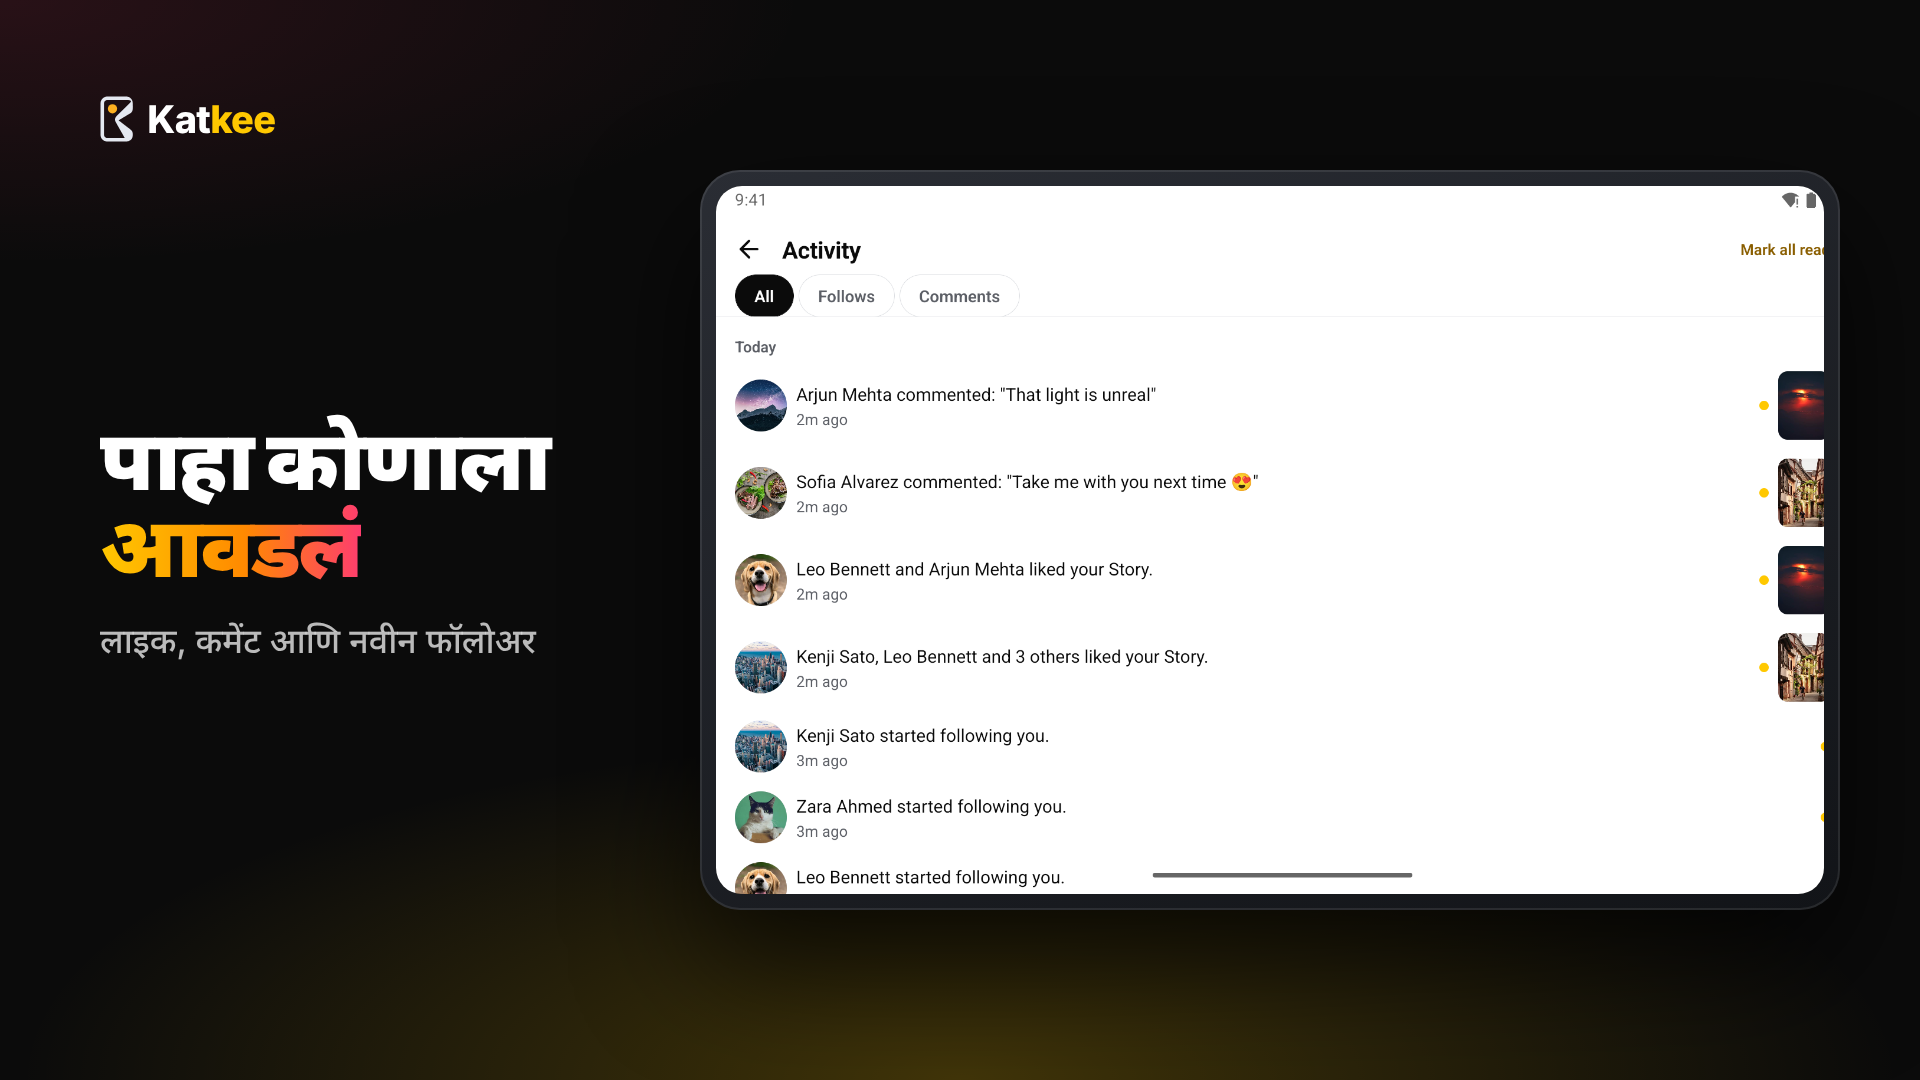 Katkee
पाहा कोणाला
आवडलं
लाइक, कमेंट आणि नवीन फॉलोअर
9:41
Activity
Mark all read
All
Follows
Comments
Today
Arjun Mehta commented: "That light is unreal"
2m ago
Sofia Alvarez commented: "Take me with you next time 😍"
2m ago
Leo Bennett and Arjun Mehta liked your Story.
2m ago
Kenji Sato, Leo Bennett and 3 others liked your Story.
2m ago
Kenji Sato started following you.
3m ago
Zara Ahmed started following you.
3m ago
Leo Bennett started following you.